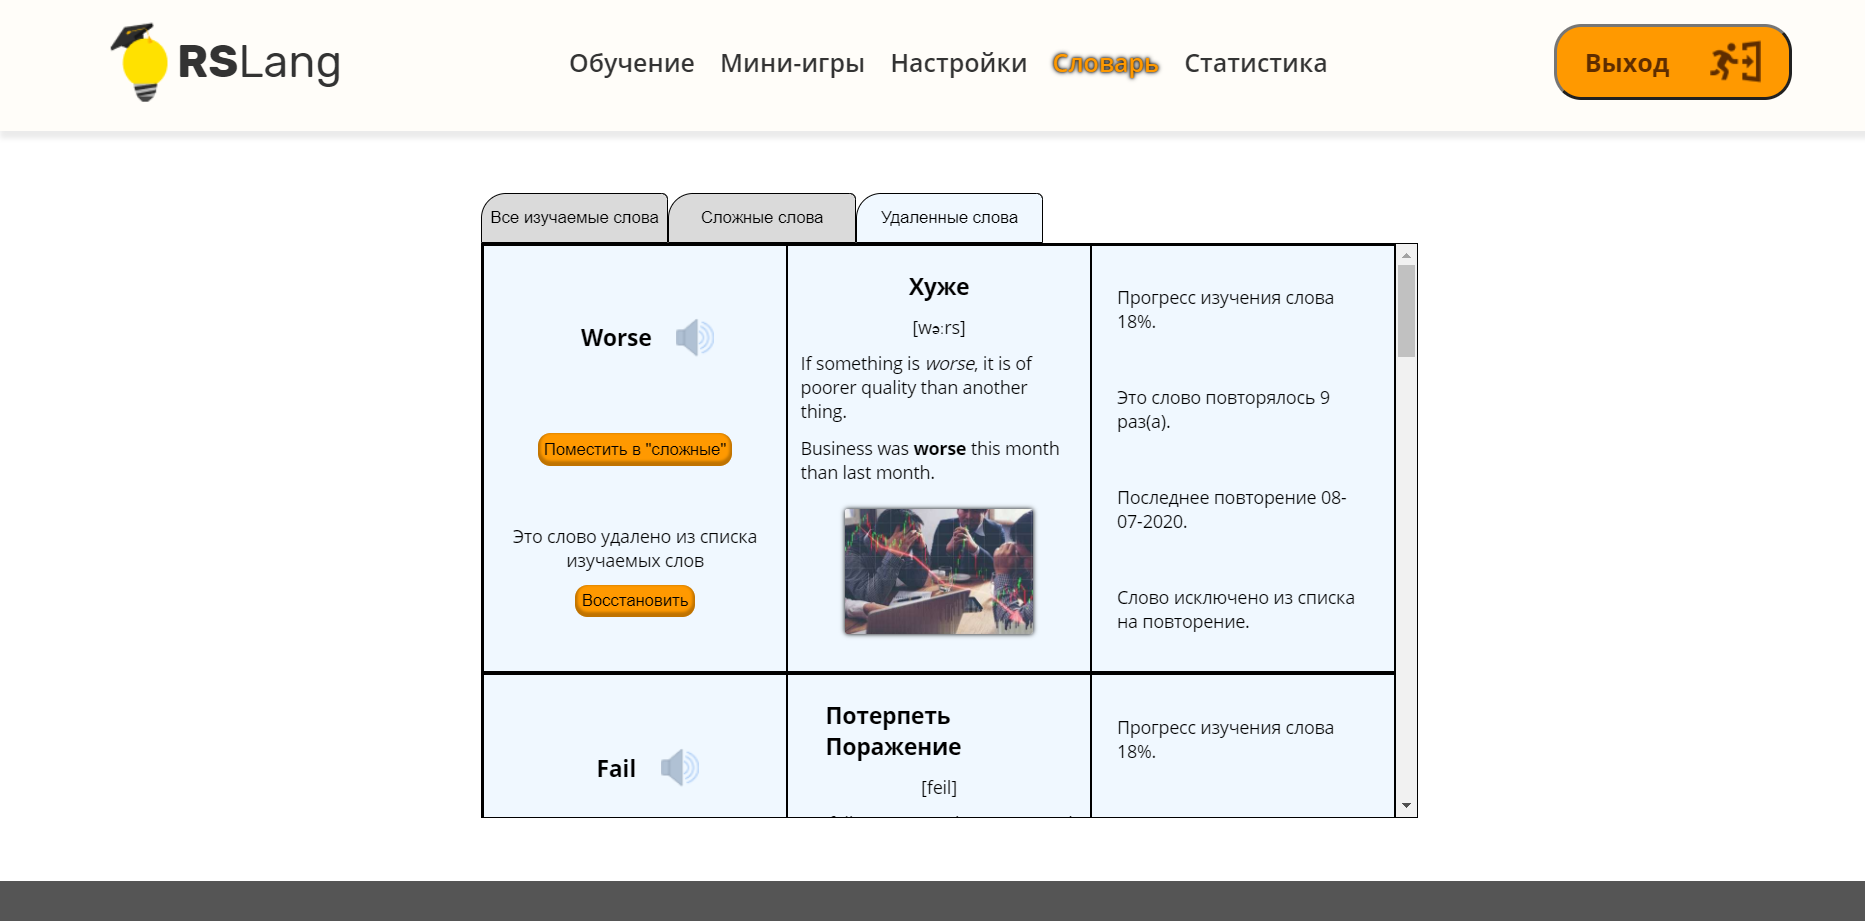 RSLang
Обучение Мини-игры Настройки Словарь Статистика
Выход
Все изучаемые слова Сложные слова Удаленные слова
Worse
Поместить в "сложные"
Это слово удалено из списка
изучаемых слов
Восстановить
Хуже
[wəːrs]
If something is worse, it is of
poorer quality than another
thing.
Business was worse this month
than last month.
Прогресс изучения слова
18%.
Это слово повторялось 9
раз(а).
Последнее повторение 08-
07-2020.
Слово исключено из списка
на повторение.
Fail
Потерпеть
Поражение
[feil]
Прогресс изучения слова
18%.